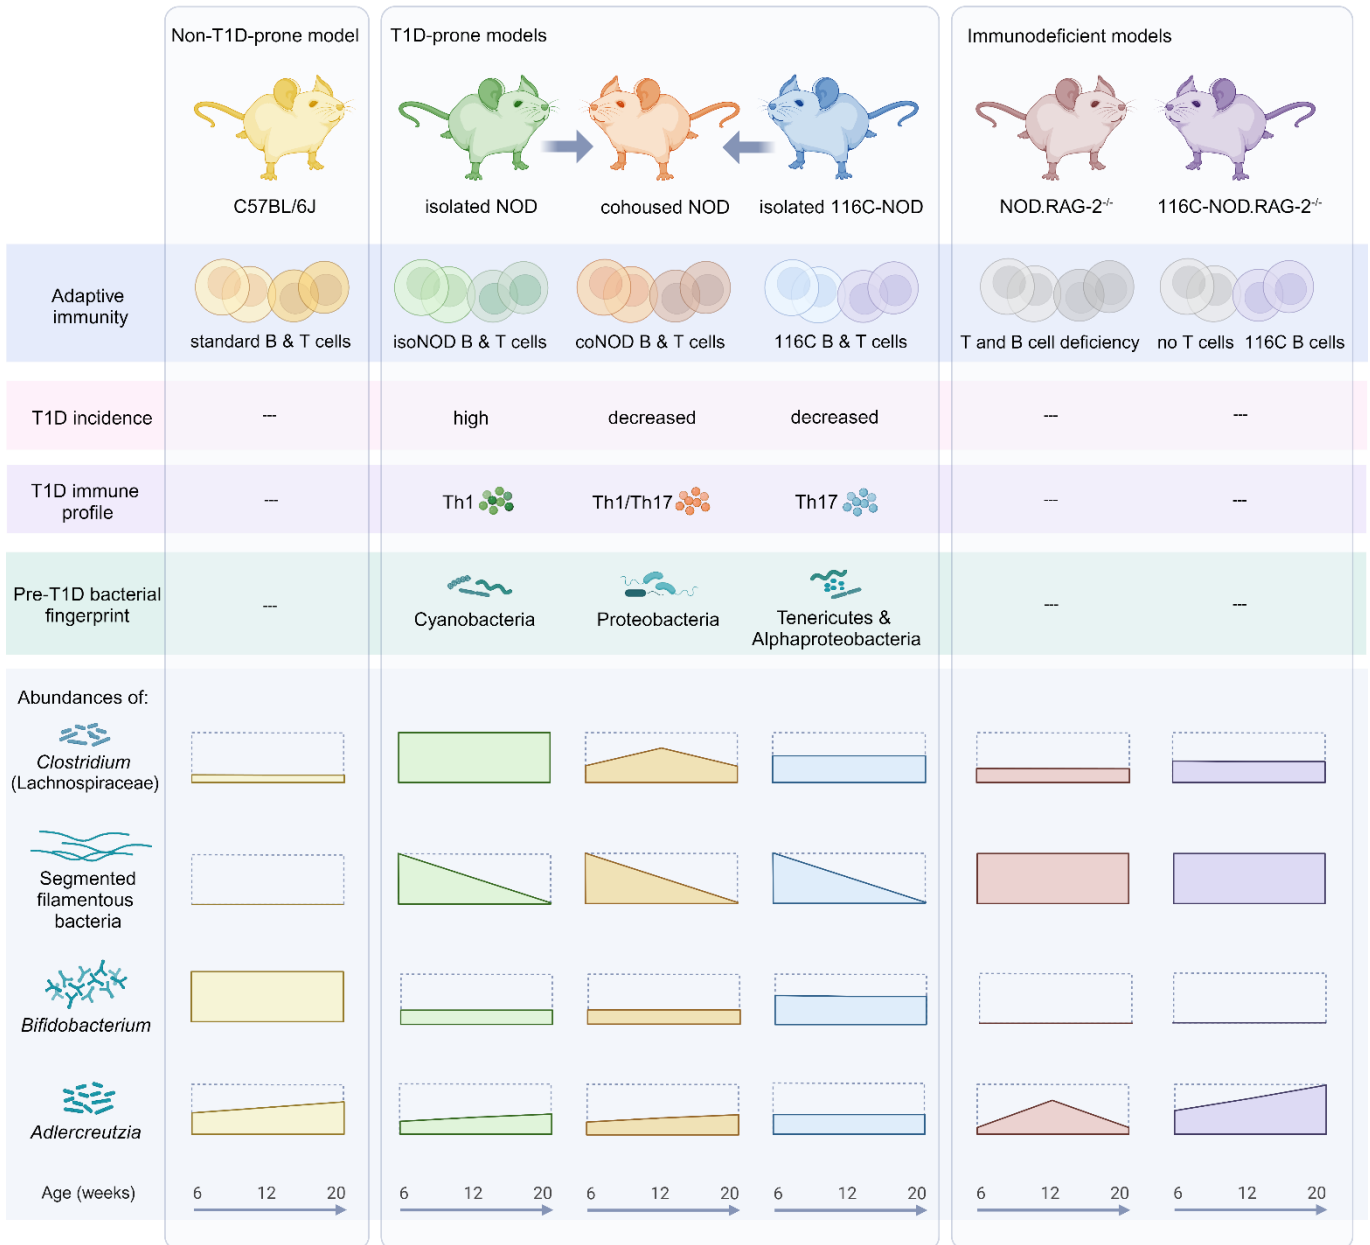 Non-T1D-prone model
T1D-prone models
Immunodeficient models
C57BL/6J
isolated NOD
cohoused NOD
isolated 116C-NOD
NOD.RAG-2-/-
116C-NOD.RAG-2-/-
Adaptive
immunity
standard B & T cells
isoNOD B & T cells
coNOD B & T cells
116C B & T cells
T and B cell deficiency
no T cells 116C B cells
T1D incidence
---
high
decreased
decreased
---
---
T1D immune
profile
---
Th1
Th1/Th17
Th17
---
---
Pre-T1D bacterial
fingerprint
---
Cyanobacteria
Proteobacteria
Tenericutes &
Alphaproteobacteria
---
---
Abundances of:
Clostridium
(Lachnospiraceae)
Segmented
filamentous
bacteria
Bifidobacterium
Adlercreutzia
Age (weeks)
6 12 20
6 12 20
6 12 20
6 12 20
6 12 20
6 12 20